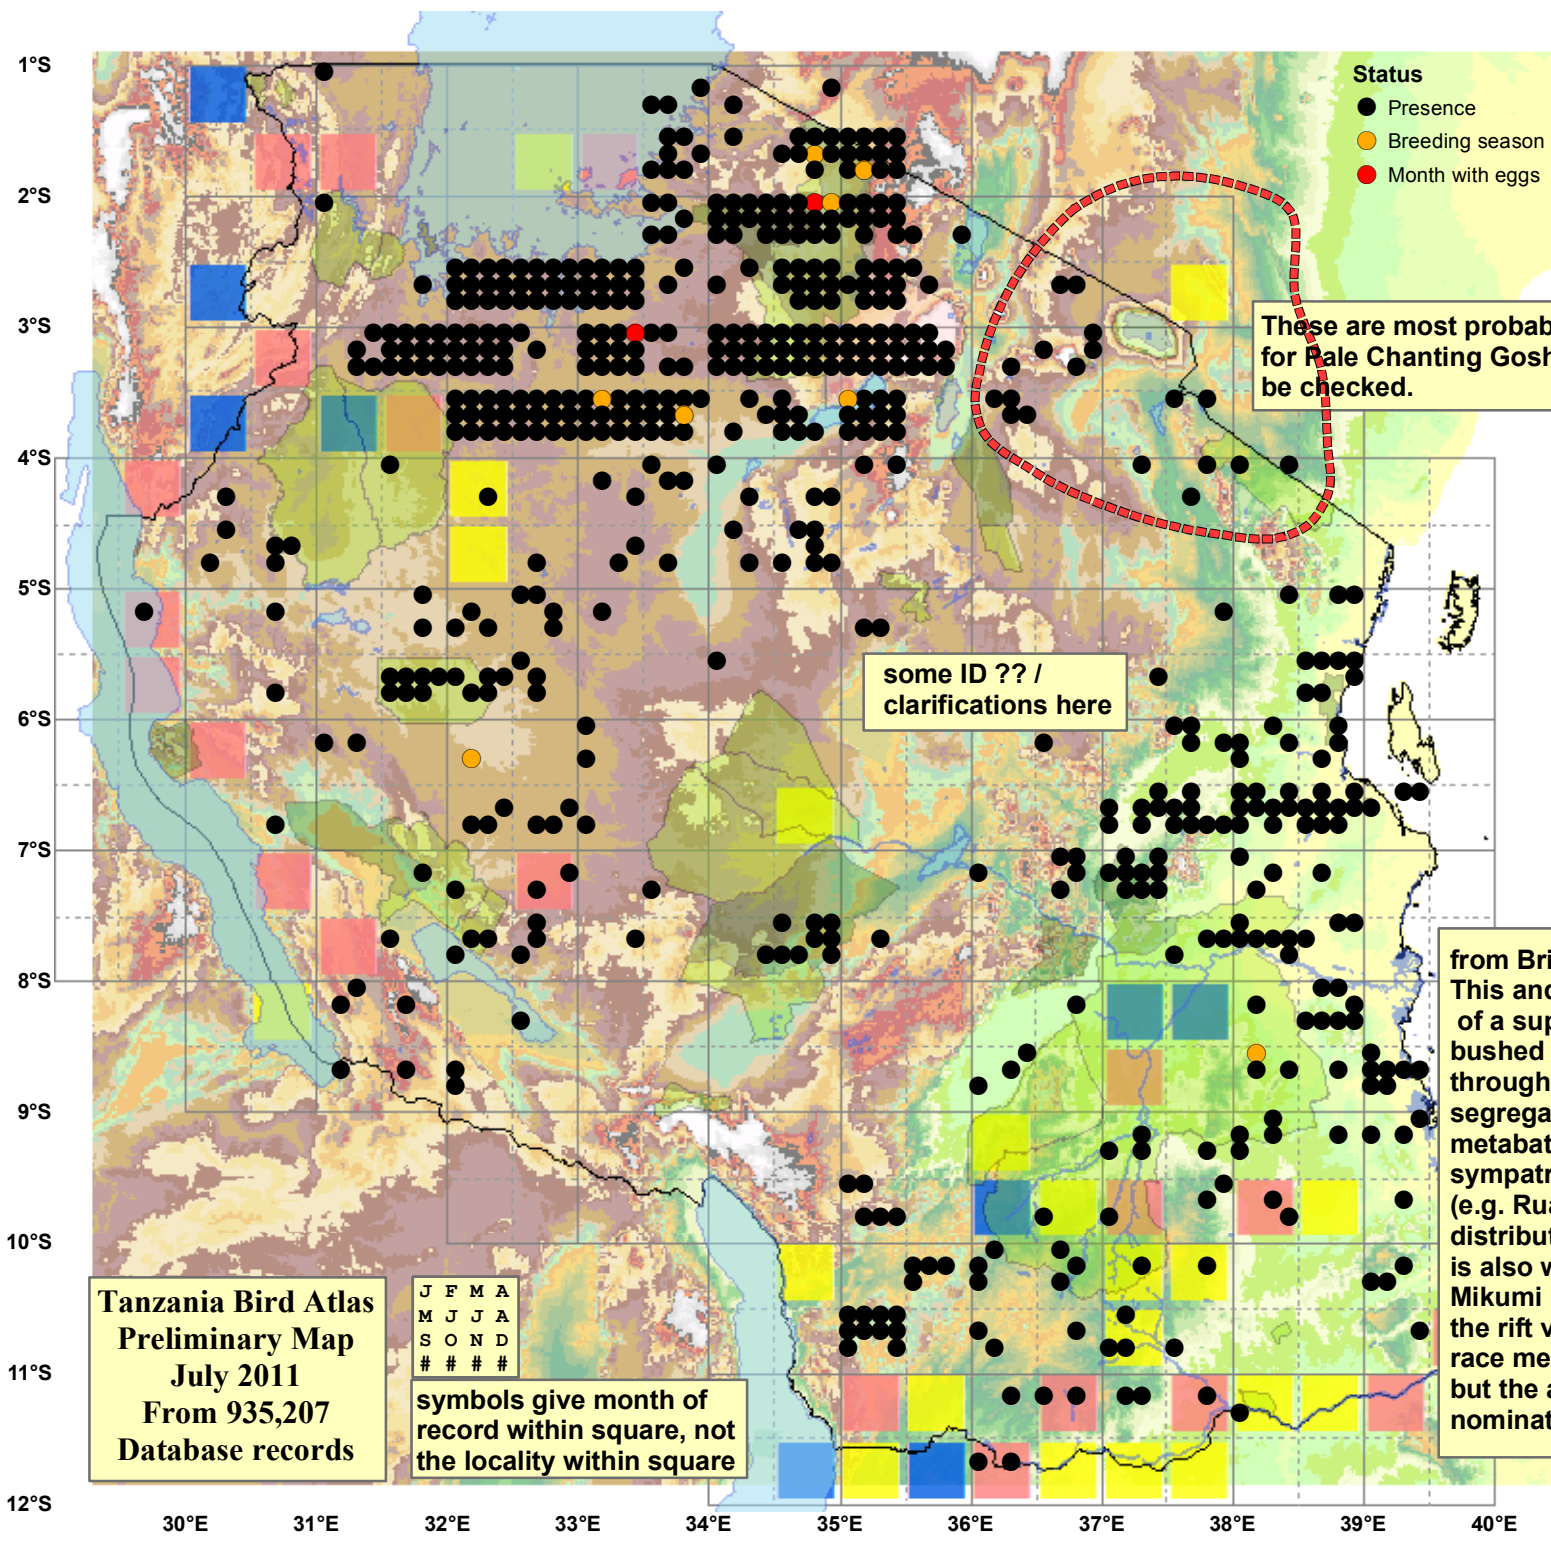 1°S
2°S
3°S
4°S
5°S
6°S
7°S
8°S
9°S
10°S
11°S
12°S
Status
Presence
Breeding season
Month with eggs
These are most probab
for Pale Chanting Gosh
be checked.
some ID ?? /
clarifications here
from Bri
This and
of a sup
bushed
through
segrega
metabat
sympatr
(e.g. Rua
distribut
is also w
Mikumi
the rift v
race me
but the a
nominat
Tanzania Bird Atlas
Preliminary Map
July 2011
From 935,207
Database records
J F M A
M J J A
S O N D
# # # #
symbols give month of
record within square, not
the locality within square
30°E 31°E 32°E 33°E 34°E 35°E 36°E 37°E 38°E 39°E 40°E